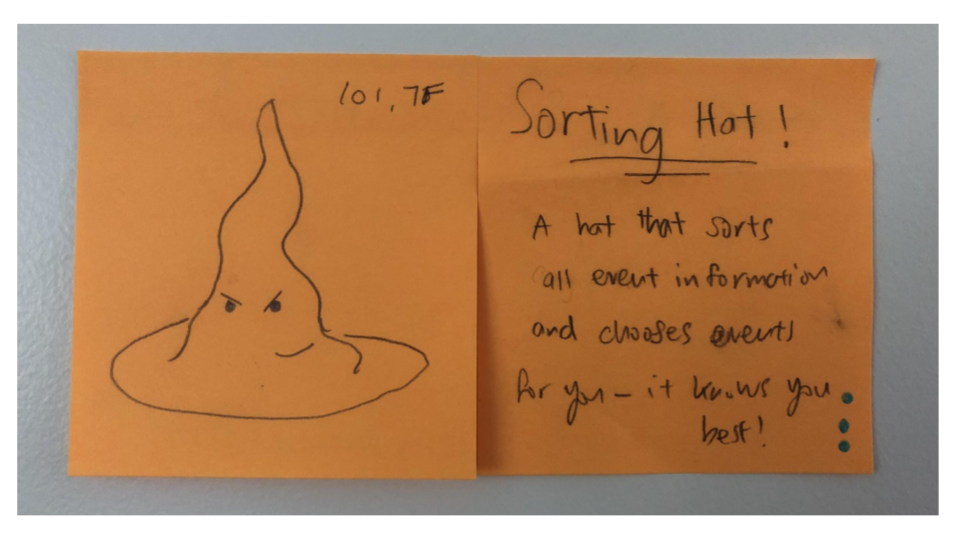 101, 7F
Sorting Hat!
A hat that sorts
all event information
and chooses events
for you – it knows you
best!